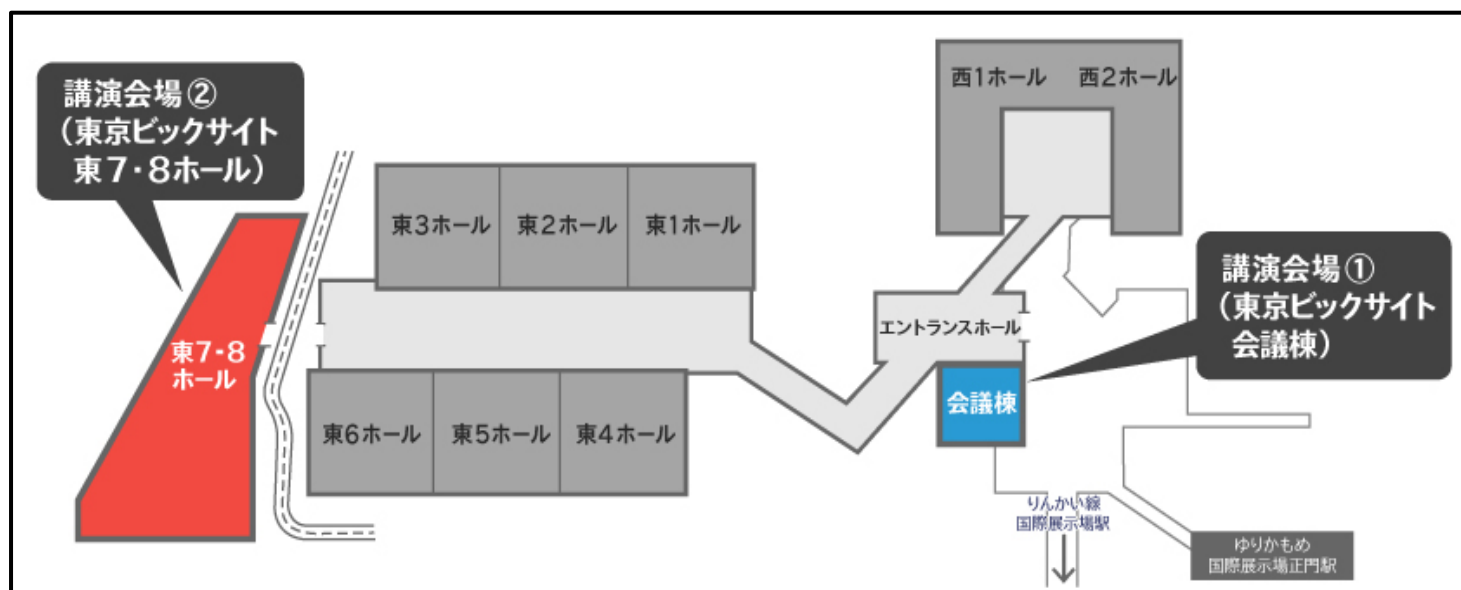 講演会場②
（東京ビックサイト
東7・8ホール）
西1ホール
西2ホール
東3ホール
東2ホール
東1ホール
講演会場①
（東京ビックサイト
会議棟）
エントランスホール
東7・8
ホール
会議棟
東6ホール
東5ホール
東4ホール
りんかい線
国際展示場駅
ゆりかもめ
国際展示場正門駅